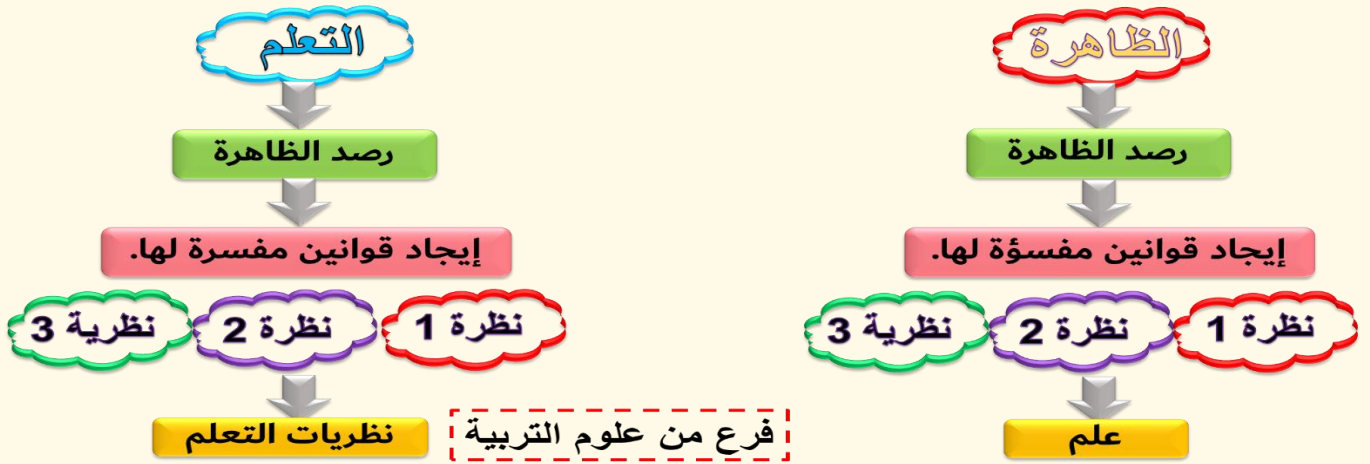 الظاهرة
رصد الظاهرة
إيجاد قوانين مفسؤة لها.
نظرة 1
نظرة 2
نظرية 3
علم
التعلم
رصد الظاهرة
إيجاد قوانين مفسرة لها.
نظرة 1
نظرة 2
نظرية 3
نظريات التعلم
فرع من علوم التربية